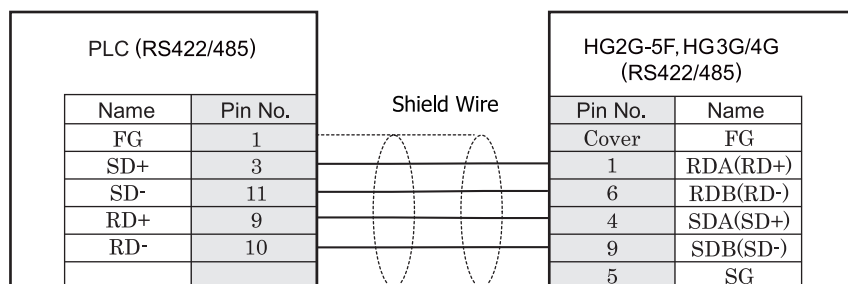 PLC (RS422/485)
HG2G-5F, HG3G/4G
(RS422/485)
Shield Wire
Name Pin No. Pin No. Name
FG 1 Cover FG
SD+ 3 1 RDA(RD+)
SD- 11 6 RDB(RD-)
RD+ 9 4 SDA(SD+)
RD- 10 9 SDB(SD-)
5 SG